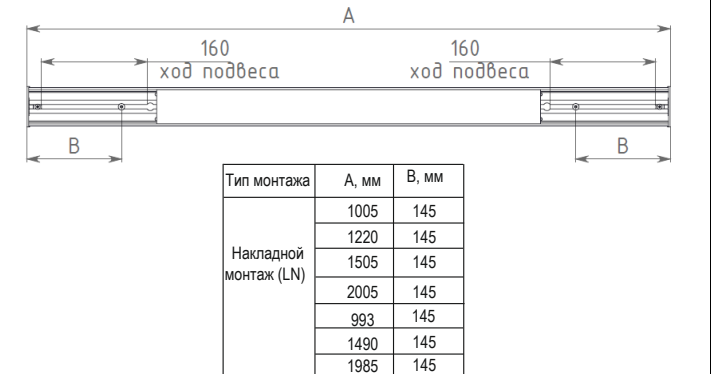 A
160
ход подвеса
160
ход подвеса
B
B
Тип монтажа A, мм B, мм
Накладной
монтаж (LN)
1005 145
1220 145
1505 145
2005 145
993 145
1490 145
1985 145